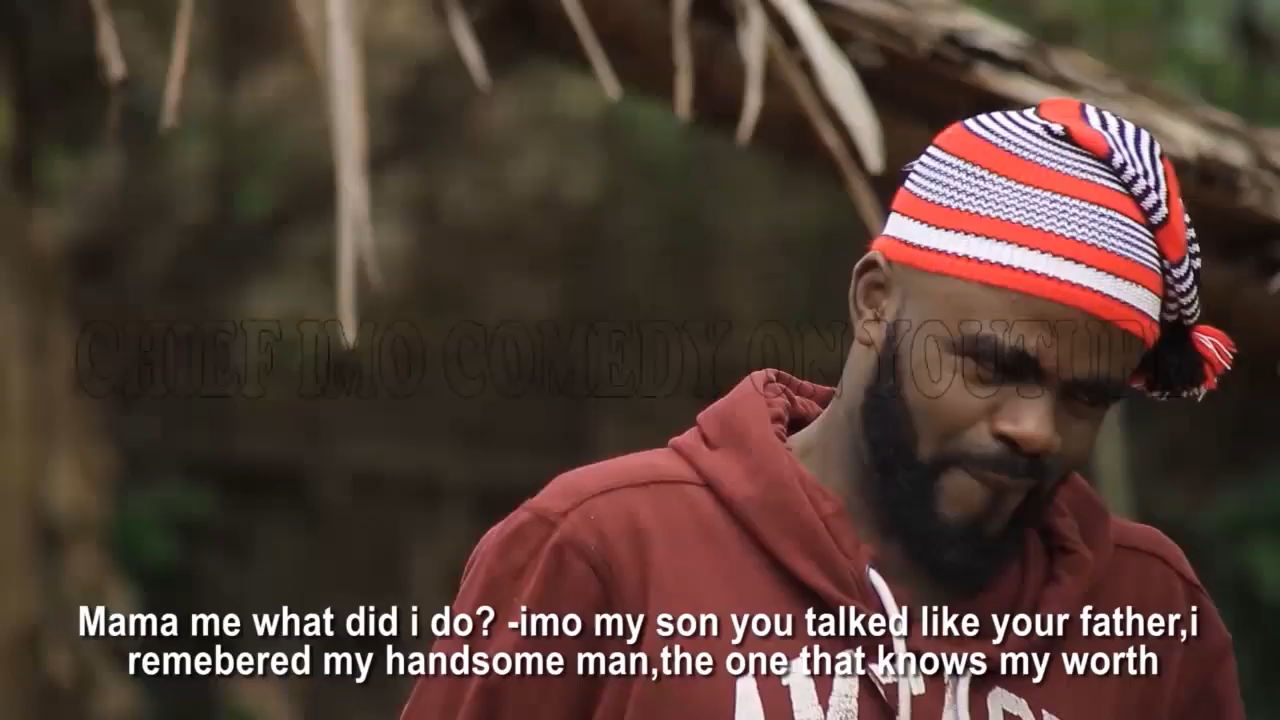 CHIEF IMO COMEDY ON YOUTUBE
Mama me what did i do? -imo my son you talked like your father,i
remebered my handsome man,the one that knows my worth